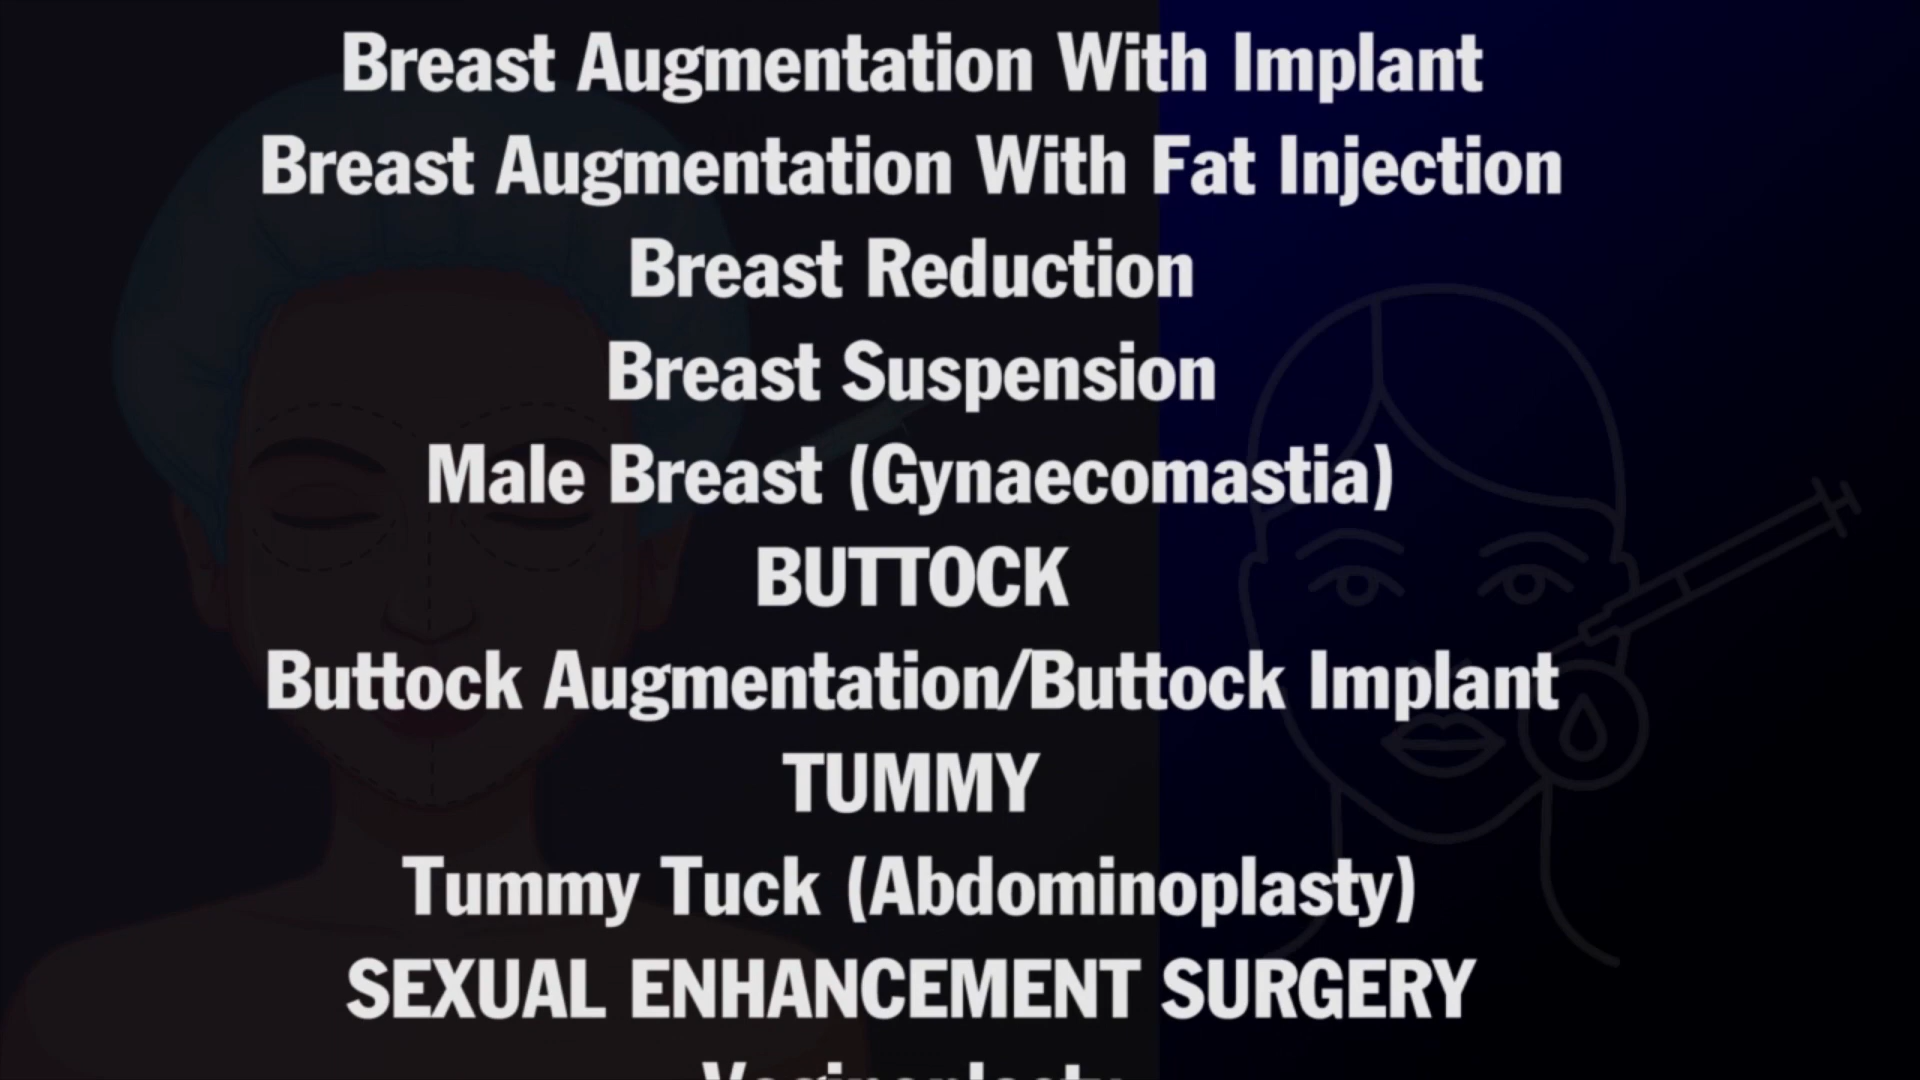 Breast Augmentation With Implant
Breast Augmentation With Fat Injection
Breast Reduction
Breast Suspension
Male Breast (Gynaecomastia)
BUTTOCK
Buttock Augmentation/Buttock Implant
TUMMY
Tummy Tuck (Abdominoplasty)
SEXUAL ENHANCEMENT SURGERY